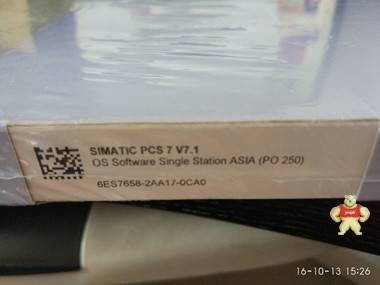 SIMATIC PCS 7 V7.1
OS Software Single Station ASIA (PO 250)
6ES7658-2AA17-0CA0
16-10-13 15:26